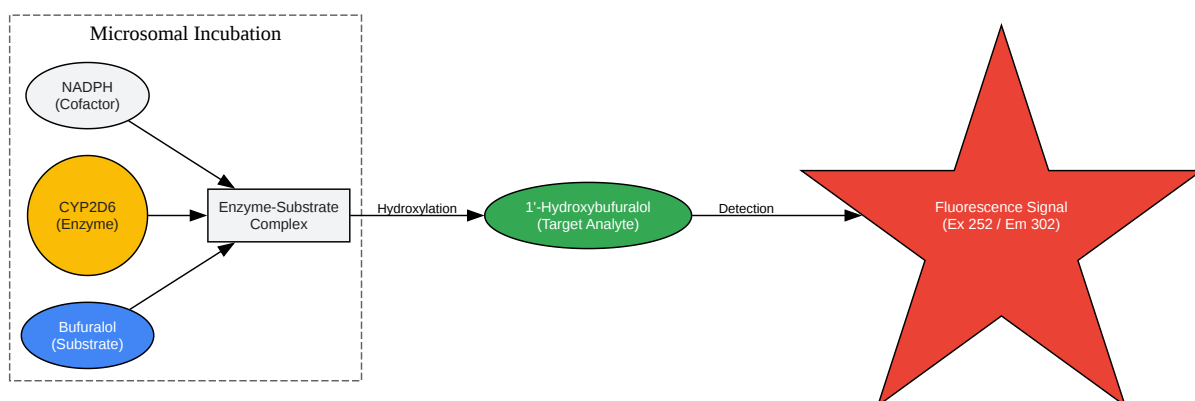 Microsomal Incubation
NADPH
(Cofactor)
CYP2D6
(Enzyme)
Bufuralol
(Substrate)
Enzyme-Substrate
Complex
Hydroxylation
1'-Hydroxybufuralol
(Target Analyte)
Detection
Fluorescence Signal
(Ex 252 / Em 302)